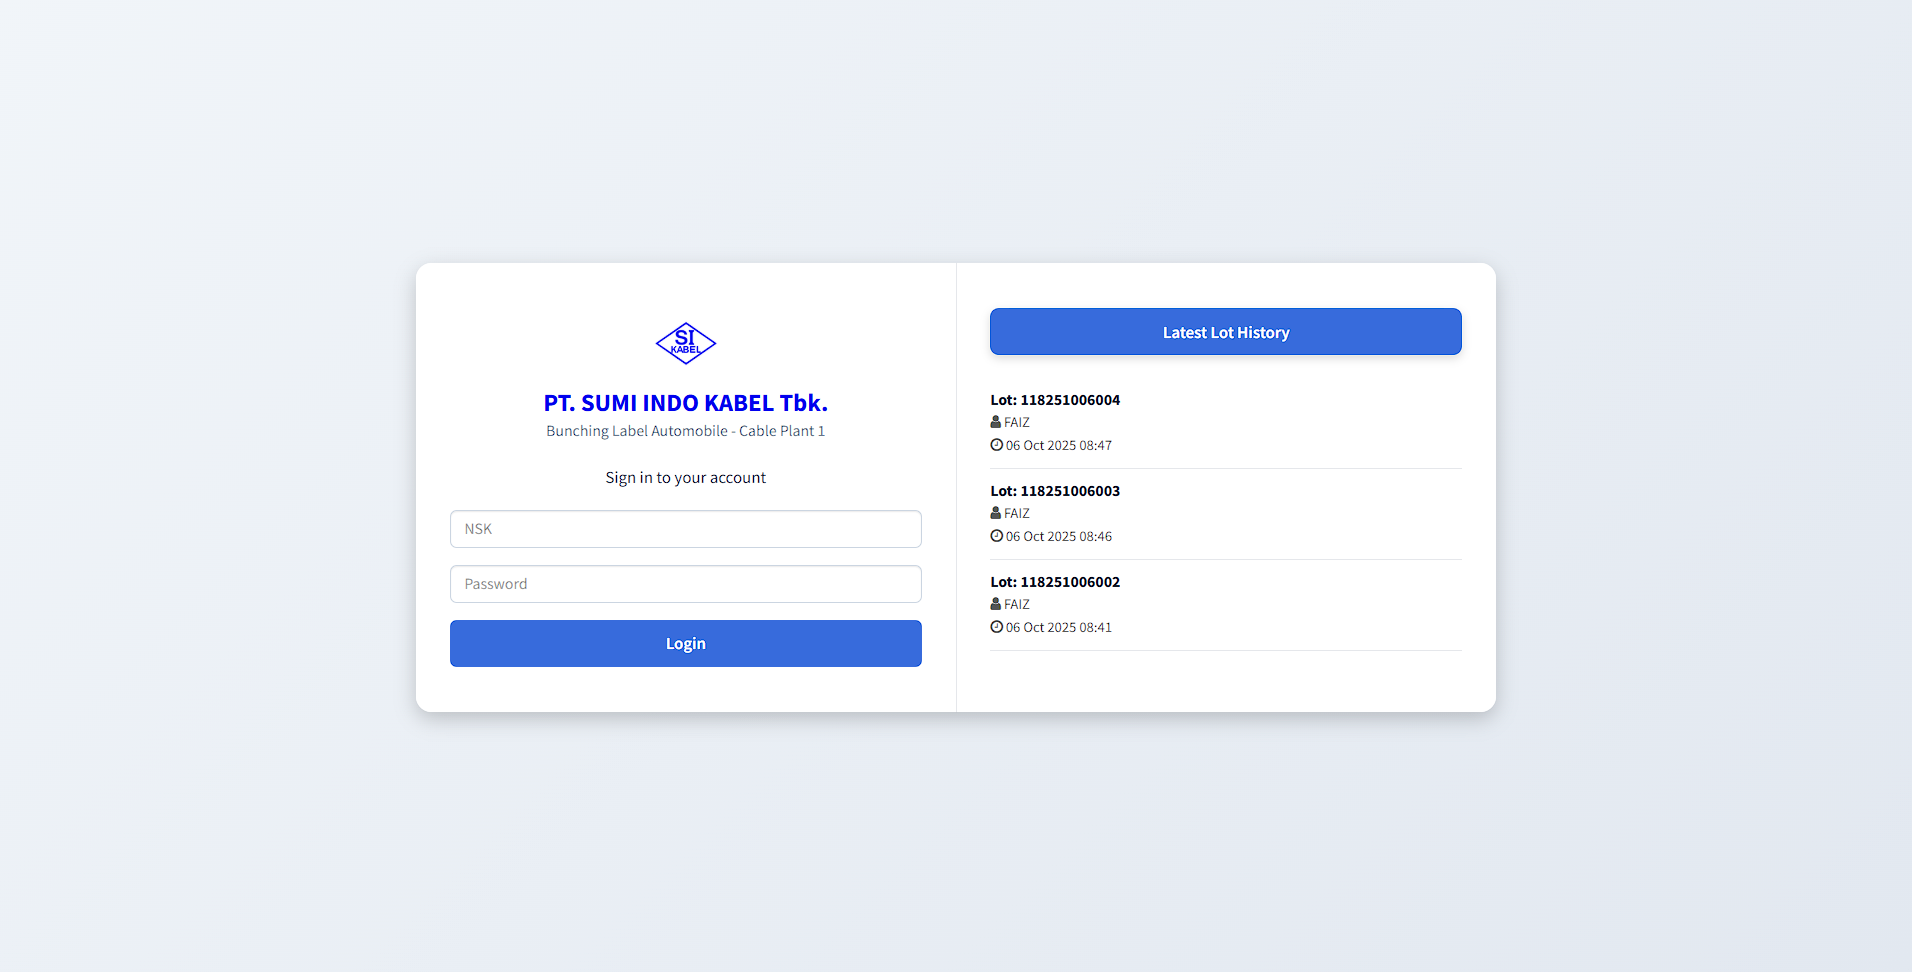 SI
KABEL
PT. SUMI INDO KABEL Tbk.
Bunching Label Automobile - Cable Plant 1
Sign in to your account
NSK
Password
Login
Latest Lot History
Lot: 118251006004
FAIZ
06 Oct 2025 08:47
Lot: 118251006003
FAIZ
06 Oct 2025 08:46
Lot: 118251006002
FAIZ
06 Oct 2025 08:41